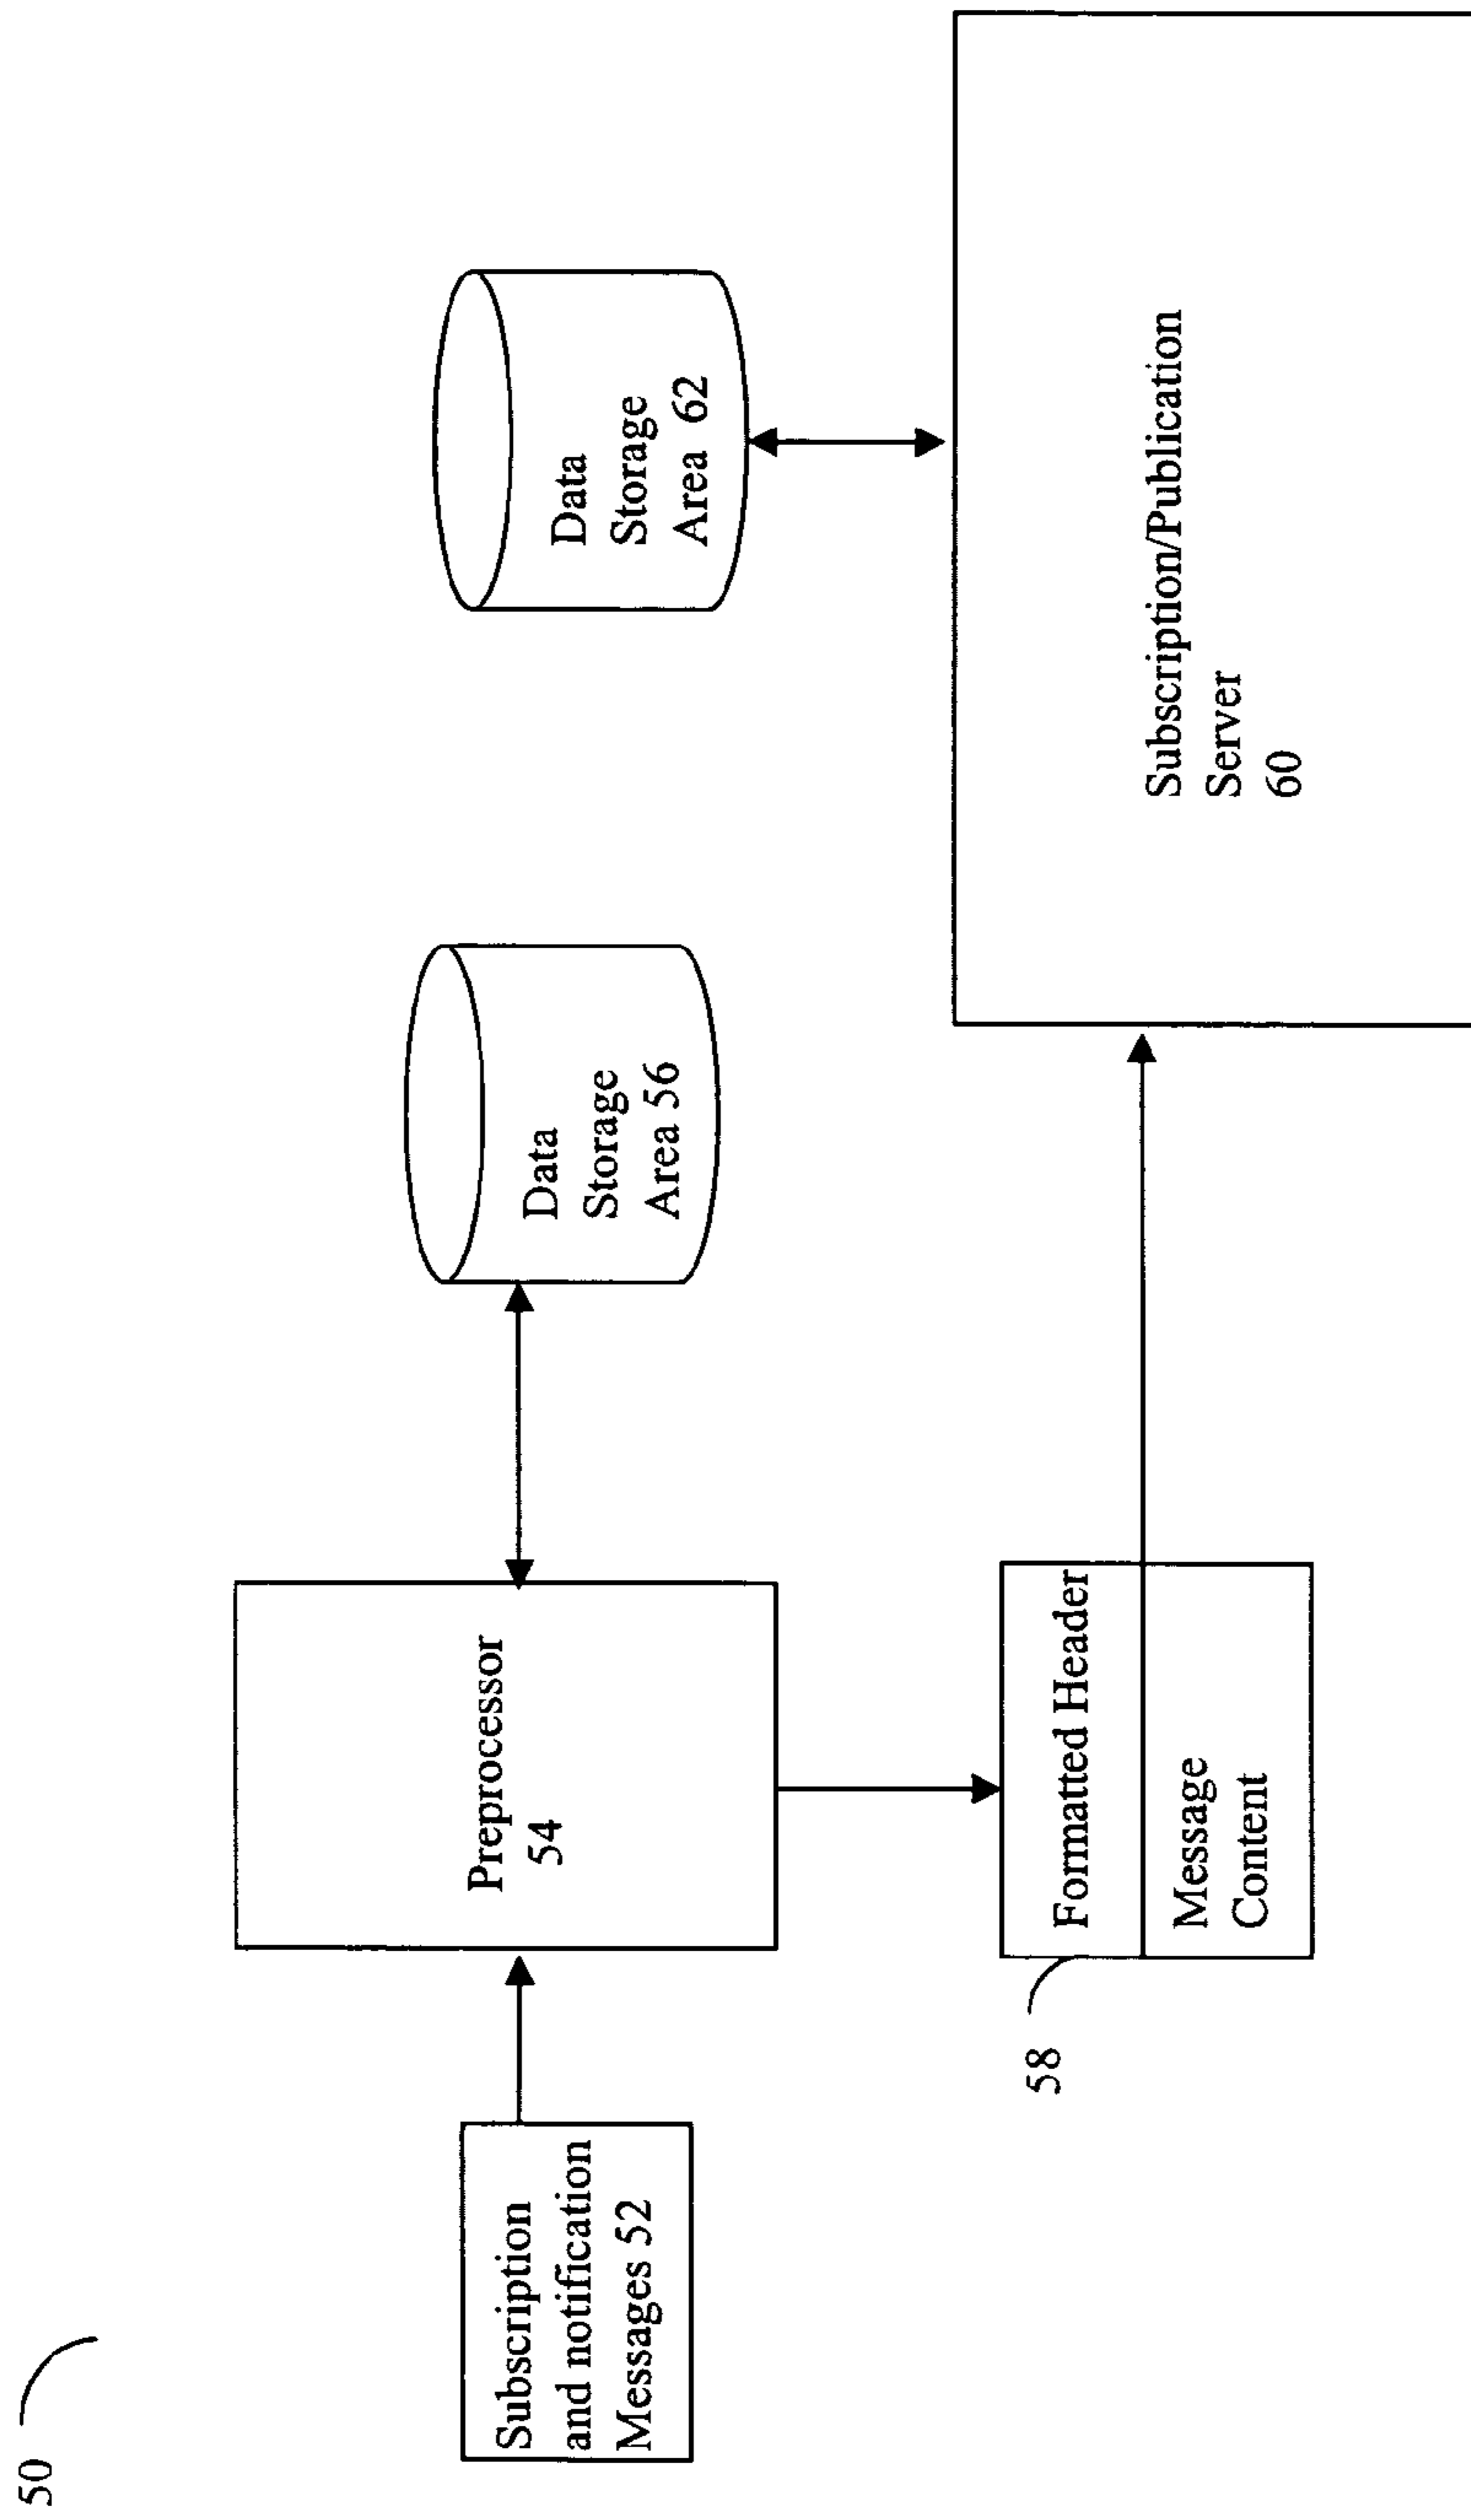 50
Subscription
and notification
Messages 52
Preprocessor
54
Data
Storage
Area 56
Data
Storage
Area 62
58
Formatted Header
Message
Content
Subscription/Publication
Server
60